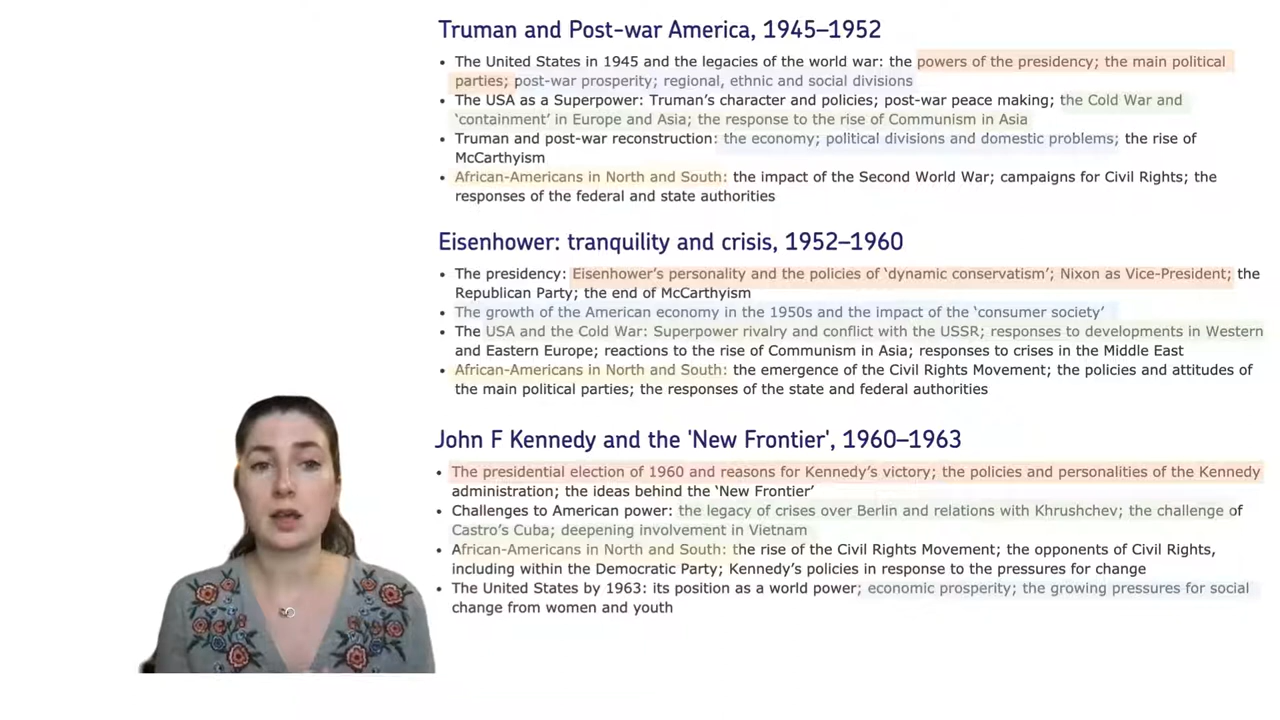 Truman and Post-war America, 1945–1952
• The United States in 1945 and the legacies of the world war: the powers of the presidency; the main political
parties; post-war prosperity; regional, ethnic and social divisions
• The USA as a Superpower: Truman’s character and policies; post-war peace making; the Cold War and
‘containment’ in Europe and Asia; the response to the rise of Communism in Asia
• Truman and post-war reconstruction: the economy; political divisions and domestic problems; the rise of
McCarthyism
• African-Americans in North and South: the impact of the Second World War; campaigns for Civil Rights; the
responses of the federal and state authorities
Eisenhower: tranquility and crisis, 1952–1960
• The presidency: Eisenhower’s personality and the policies of ‘dynamic conservatism’; Nixon as Vice-President; the
Republican Party; the end of McCarthyism
• The growth of the American economy in the 1950s and the impact of the ‘consumer society’
• The USA and the Cold War: Superpower rivalry and conflict with the USSR; responses to developments in Western
and Eastern Europe; reactions to the rise of Communism in Asia; responses to crises in the Middle East
• African-Americans in North and South: the emergence of the Civil Rights Movement; the policies and attitudes of
the main political parties; the responses of the state and federal authorities
John F Kennedy and the 'New Frontier', 1960–1963
• The presidential election of 1960 and reasons for Kennedy’s victory; the policies and personalities of the Kennedy
administration; the ideas behind the ‘New Frontier’
• Challenges to American power: the legacy of crises over Berlin and relations with Khrushchev; the challenge of
Castro’s Cuba; deepening involvement in Vietnam
• African-Americans in North and South: the rise of the Civil Rights Movement; the opponents of Civil Rights,
including within the Democratic Party; Kennedy’s policies in response to the pressures for change
• The United States by 1963: its position as a world power; economic prosperity; the growing pressures for social
change from women and youth